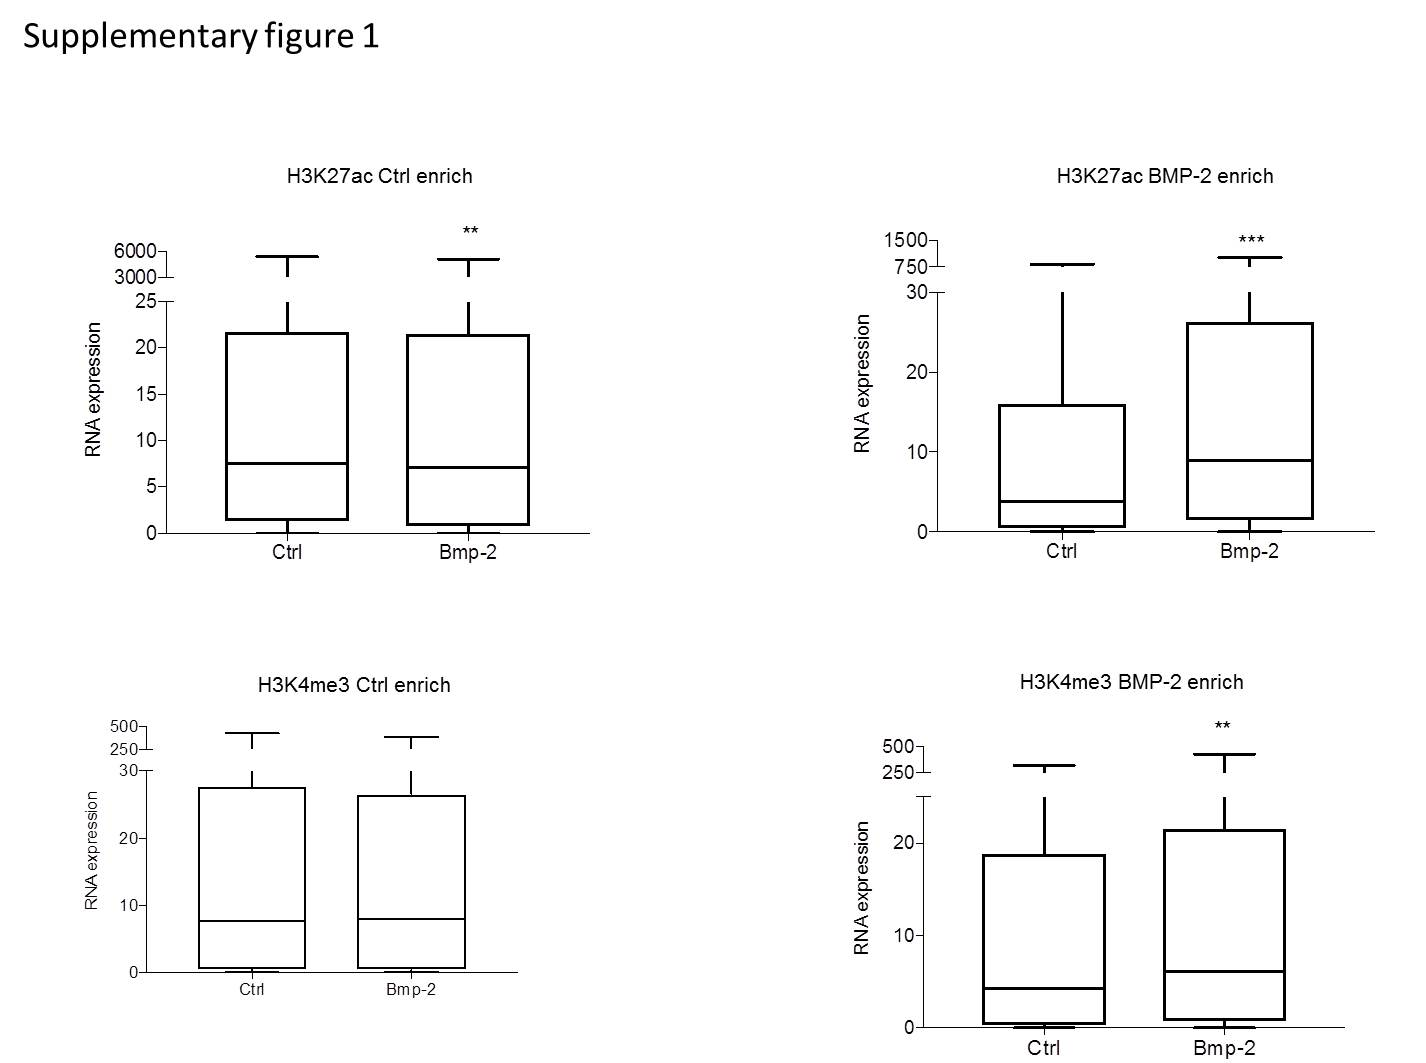 Supplementary figure 1
H3K27ac Ctrl enrich
**
6000
3000
25
20
15
10
5
0
RNA expression
Ctrl
Bmp-2
H3K27ac BMP-2 enrich
***
1500
750
30
20
10
0
RNA expression
Ctrl
Bmp-2
H3K4me3 Ctrl enrich
500
250
30
20
10
0
RNA expression
Ctrl
Bmp-2
H3K4me3 BMP-2 enrich
**
500
250
20
10
0
RNA expression
Ctrl
Bmp-2